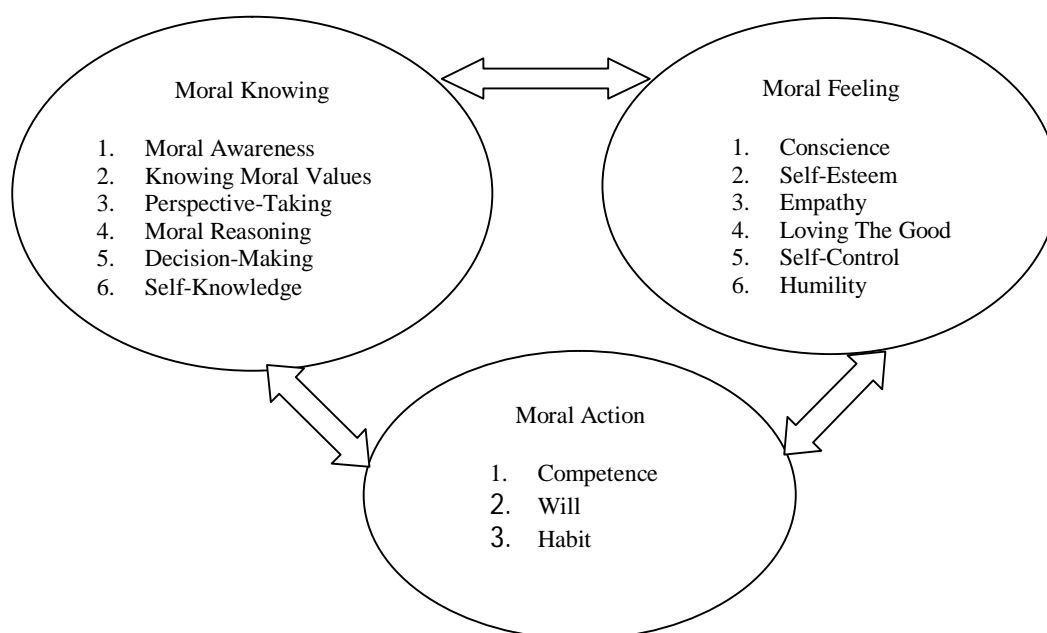 Moral Knowing
1. Moral Awareness
2. Knowing Moral Values
3. Perspective-Taking
4. Moral Reasoning
5. Decision-Making
6. Self-Knowledge
Moral Feeling
1. Conscience
2. Self-Esteem
3. Empathy
4. Loving The Good
5. Self-Control
6. Humility
Moral Action
1. Competence
2. Will
3. Habit